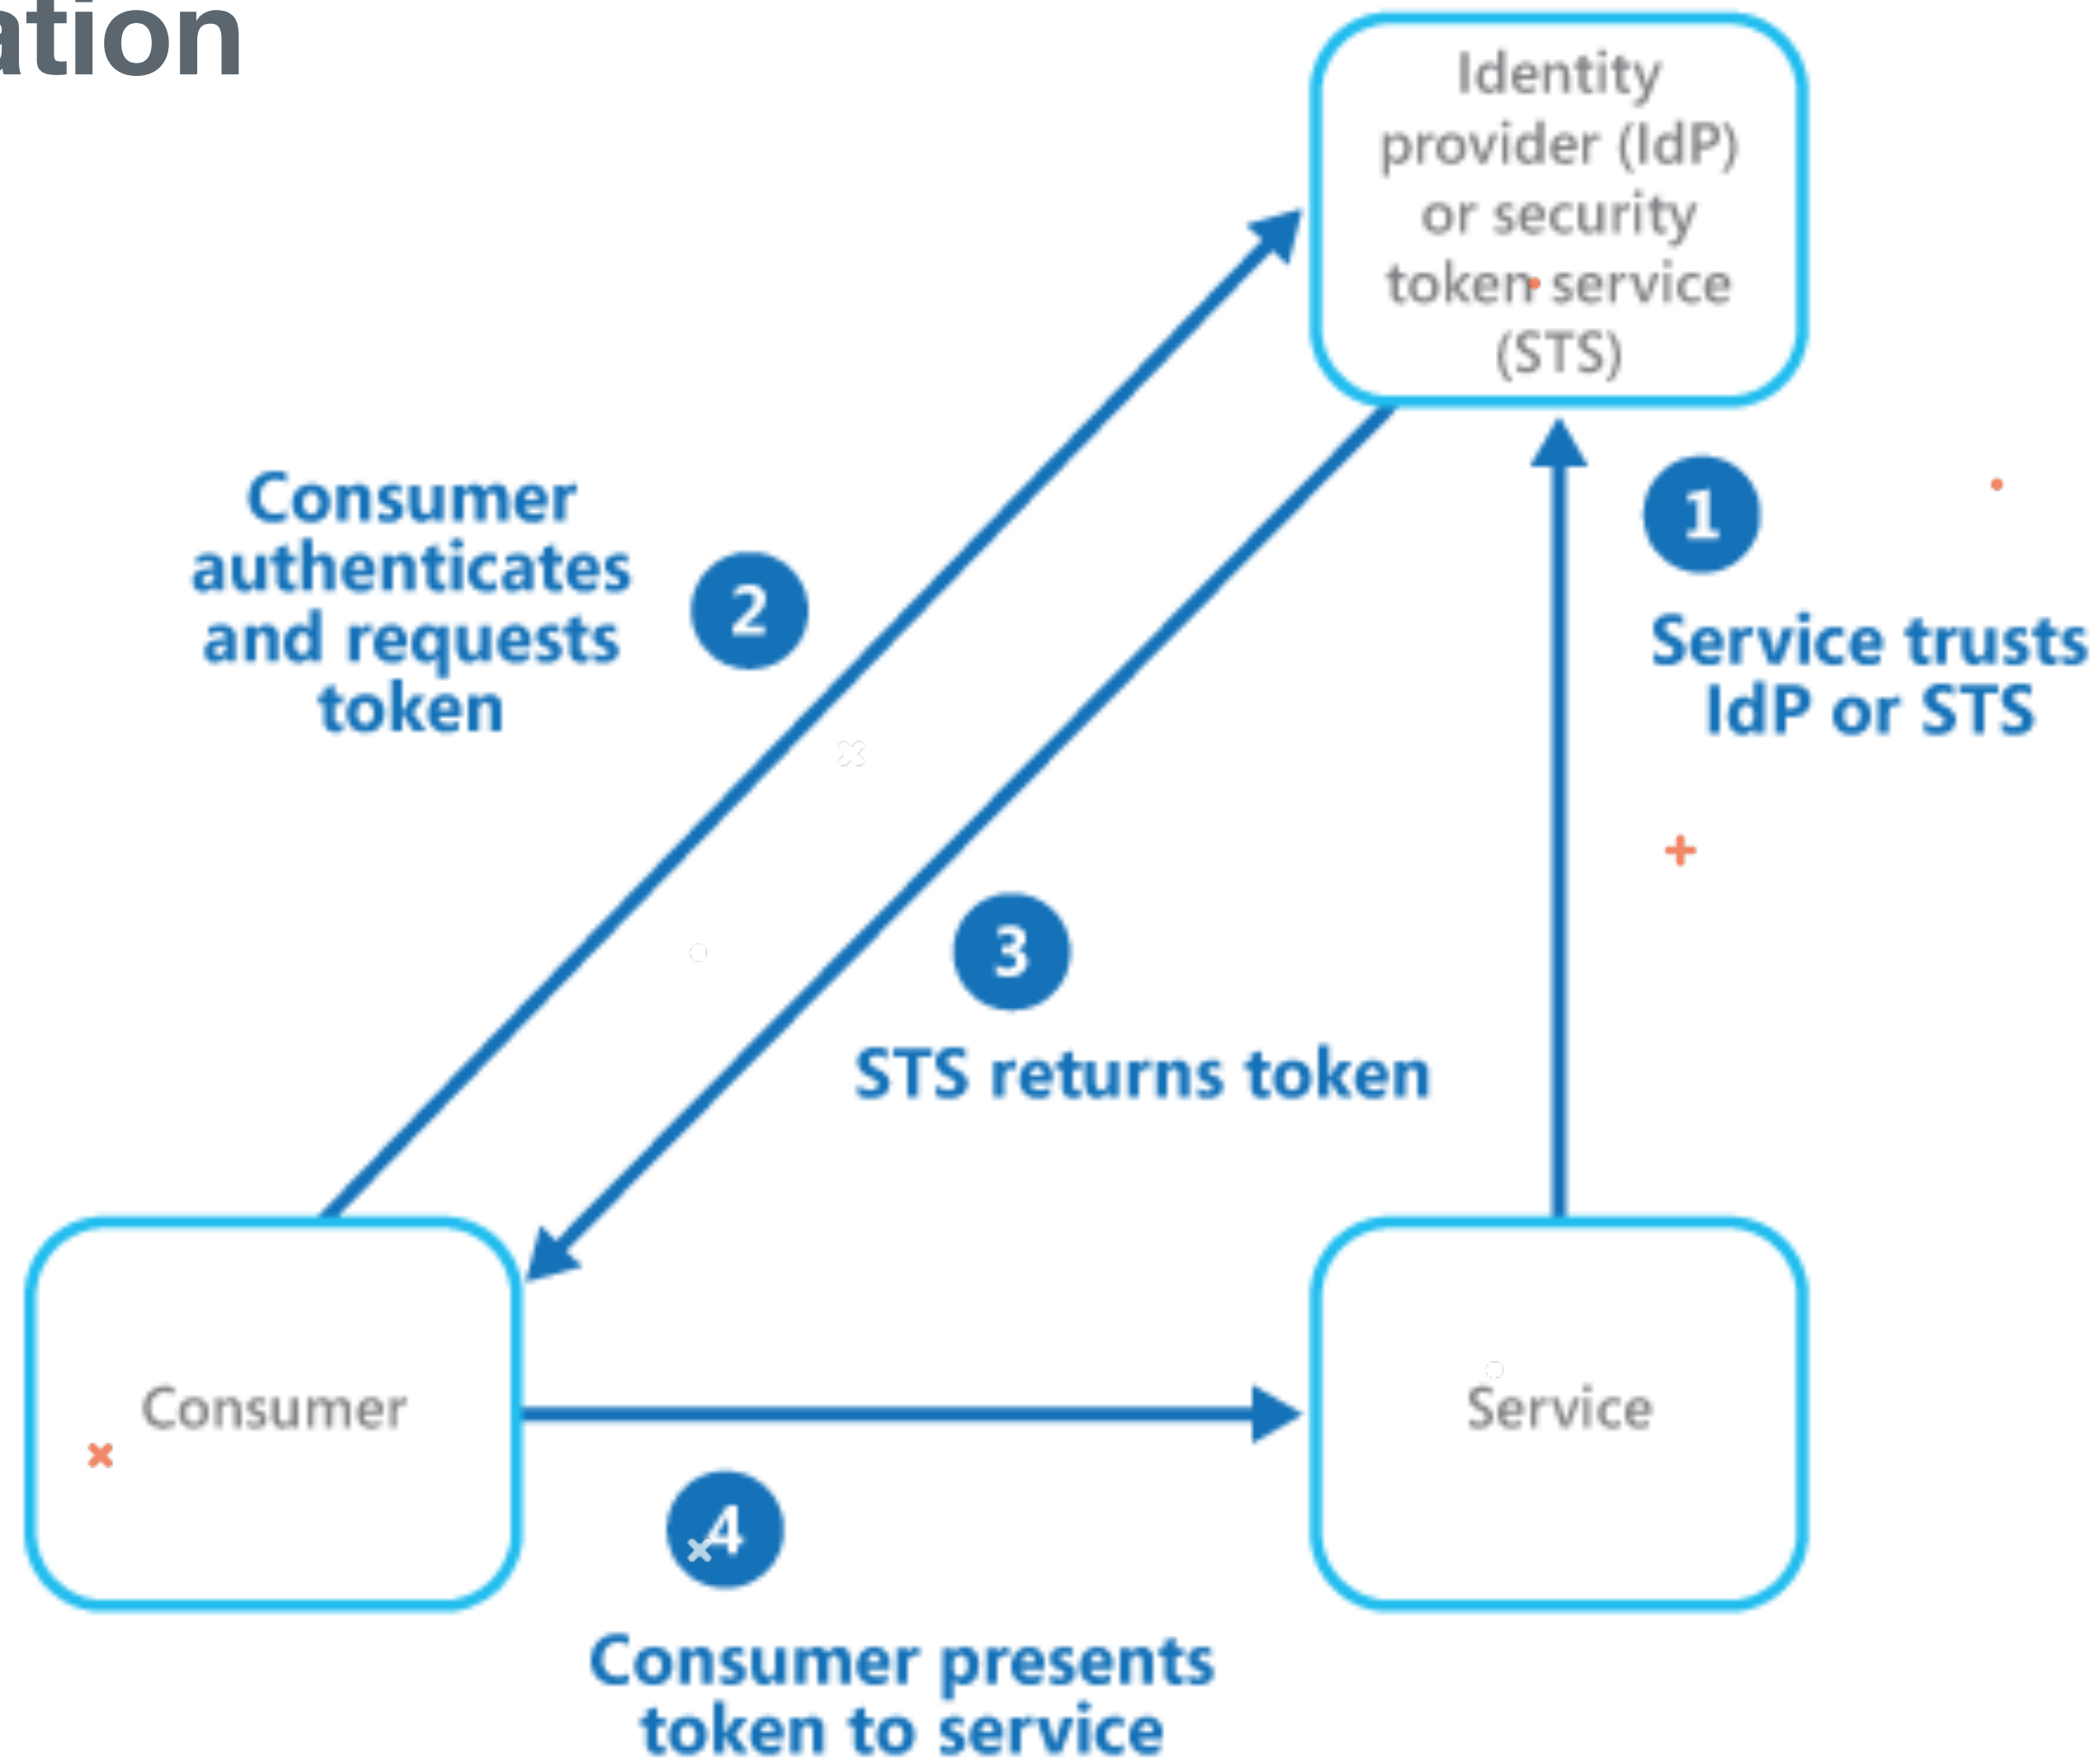 ation
Identity
provider (IdP)
or security
token service
(STS)
1
Service trusts
IdP or STS
Consumer
authenticates
and requests
token
2
3
STS returns token
Consumer
Service
4
Consumer presents
token to service